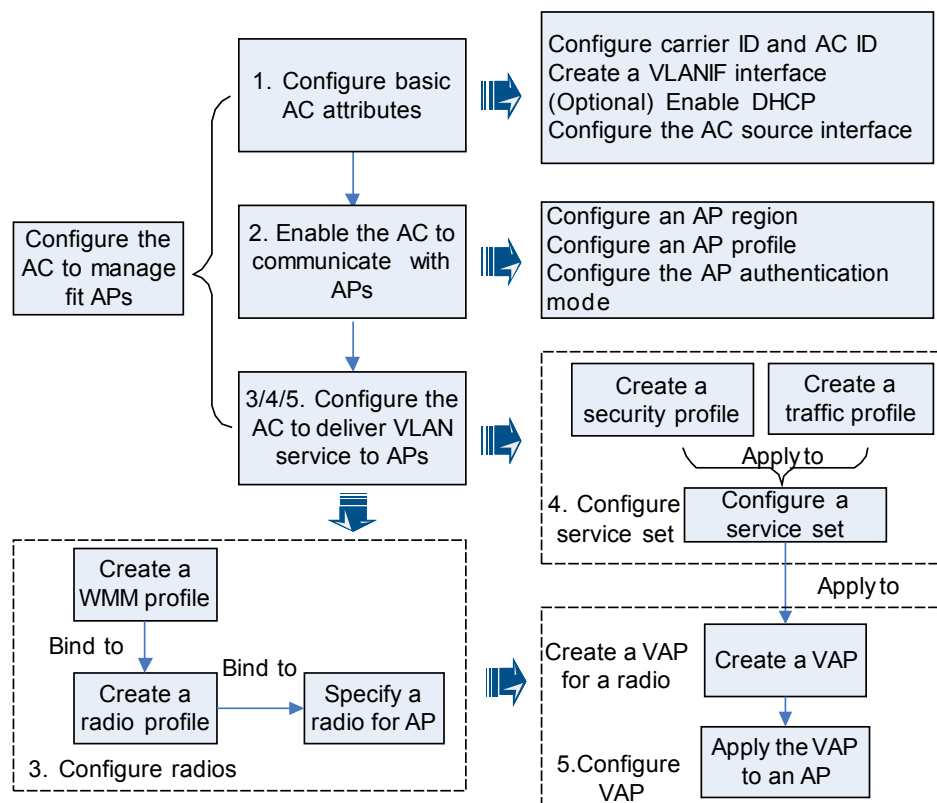 1. Configure basic
AC attributes
Configure carrier ID and AC ID
Create a VLANIF interface
(Optional) Enable DHCP
Configure the AC source interface
Configure the
AC to manage
fit APs
2. Enable the AC to
communicate with
APs
Configure an AP region
Configure an AP profile
Configure the AP authentication
mode
3/4/5. Configure the
AC to deliver VLAN
service to APs
Create a
security profile
Create a
traffic profile
Apply to
4. Configure
service set
Configure a
service set
Apply to
Create a
WMM profile
Bind to
Create a
radio profile
Bind to
Specify a
radio for AP
3. Configure radios
Create a VAP
for a radio
Create a VAP
Apply the VAP
to an AP
5.Configure
VAP